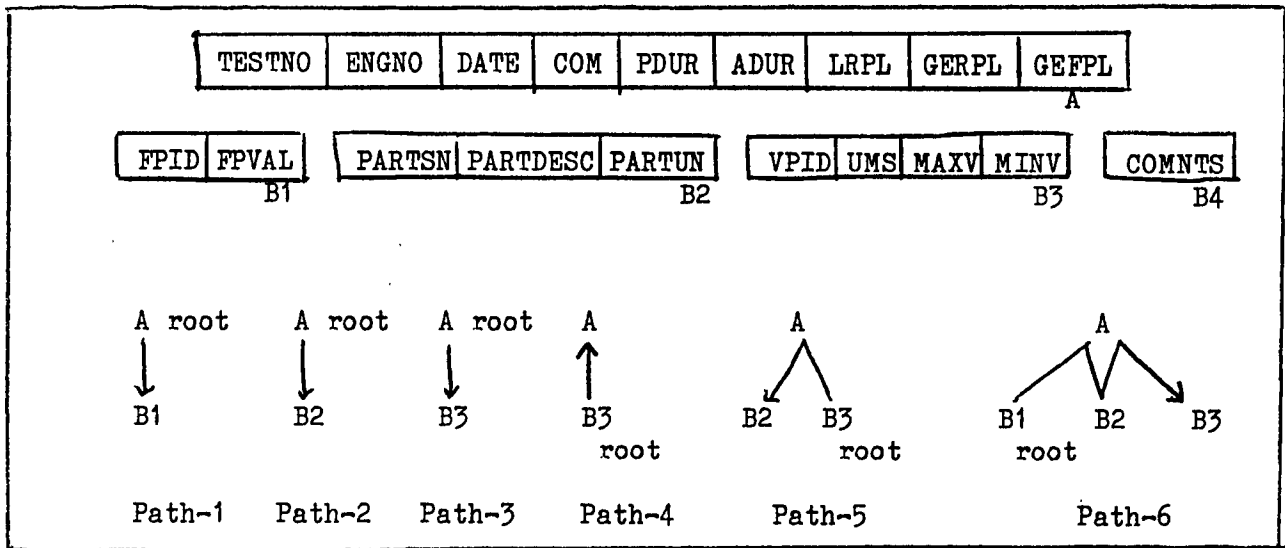 TESTNO ENGNO DATE COM PDUR ADUR LRPL GERPL GEFPL
A
FPID FPVAL PARTSN PARTDESC PARTUN VPID UMS MAXV MINV COMNTS
B1 B2 B3 B4
A root A root A root A A A
B1 B2 B3 B3 B2 B3 B1 B2 B3
root root root
Path-1 Path-2 Path-3 Path-4 Path-5 Path-6